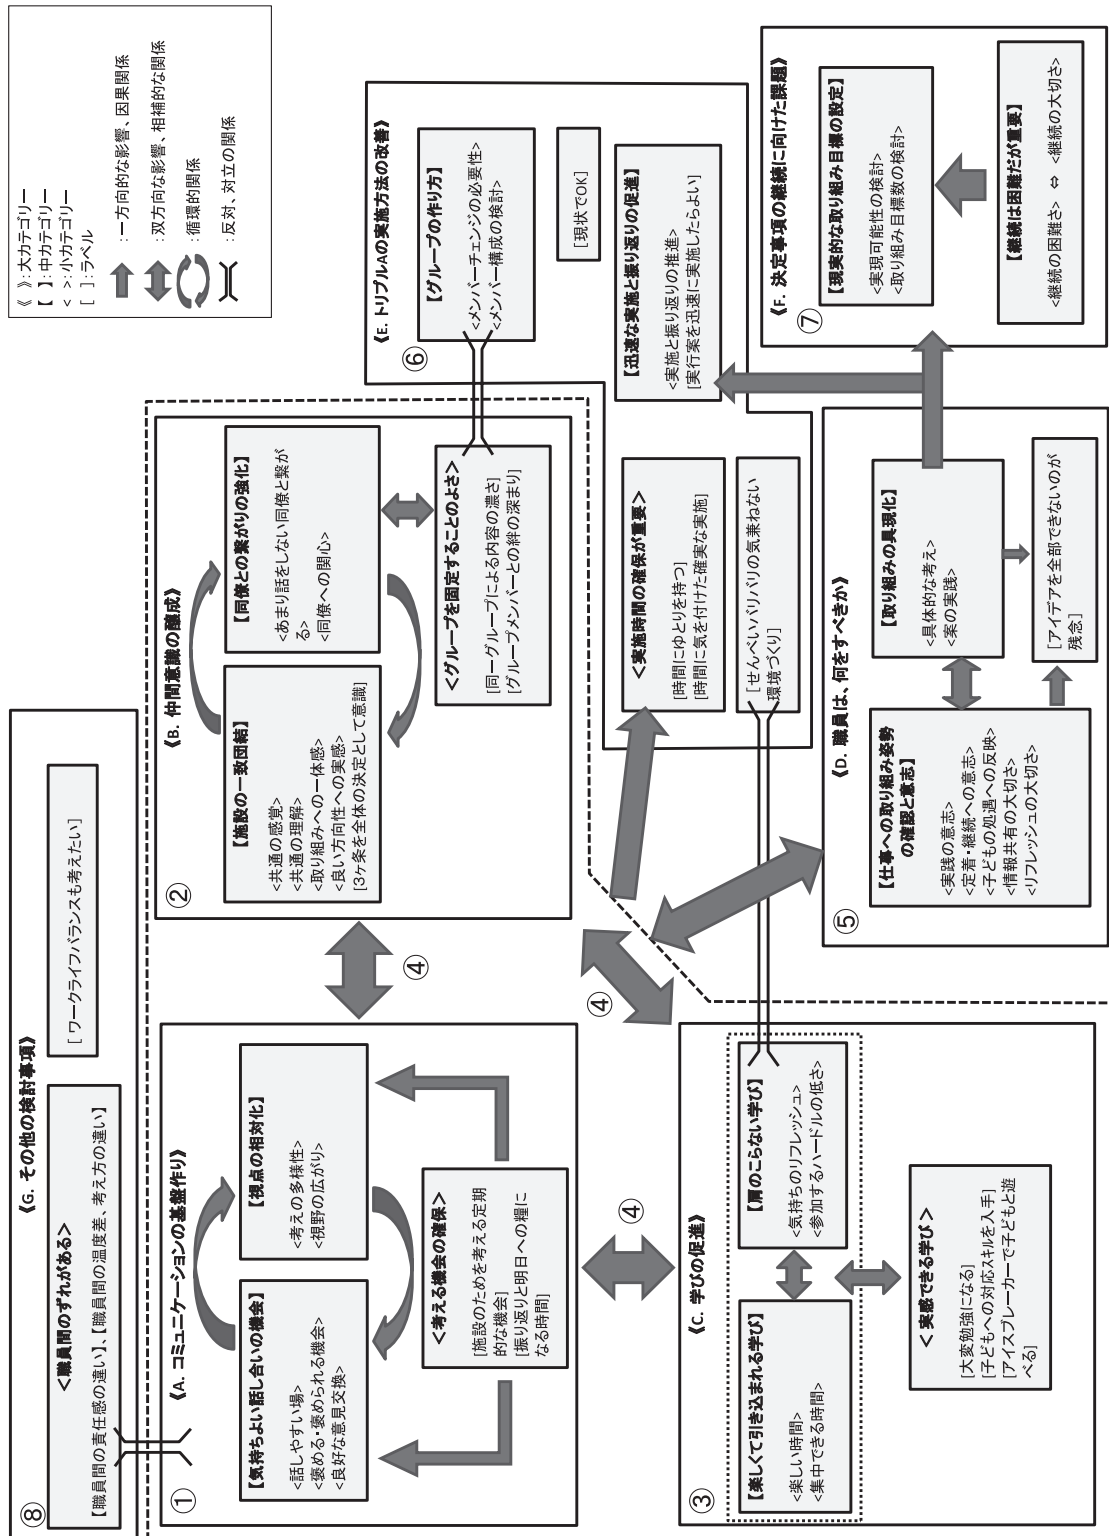 《　》：大カテゴリー
【　】：中カテゴリー
<　>：小カテゴリー
[　]：ラベル
：一方向的な影響、因果関係
：双方向な影響、相補的な関係
：循環的関係
：反対、対立の関係
⑧
《G. その他の検討事項》
＜職員間のずれがある＞
【職員間の責任感の違い】、【職員間の温度差、考え方の違い】
[ワークライフバランスも考えたい]
①
《A. コミュニケーションの基盤作り》
【気持ちよい話し合いの機会】
<話しやすい場>
<褒める・褒められる機会>
<良好な意見交換>
【視点の相対化】
<考えの多様性>
<視野の広がり>
＜考える機会の確保＞
[施設のためを考える定期
的な機会]
[振り返りと明日への糧に
なる時間]
④
②
《B. 仲間意識の醸成》
【施設の一致団結】
<共通の感覚>
<共通の理解>
<取り組みへの一体感>
<良い方向性への実感>
[3ヶ条を全体の決定として意識]
【同僚との繋がりの強化】
<あまり話をしない同僚と繋が
る>
<同僚への関心>
＜グループを固定することのよさ＞
[同一グループによる内容の濃さ]
[グループメンバーとの絆の深まり]
④
④
③
《C. 学びの促進》
【楽しくて引き込まれる学び】
<楽しい時間>
<集中できる時間>
【肩のこらない学び】
<気持ちのリフレッシュ>
<参加するハードルの低さ>
＜実感できる学び＞
[大変勉強になる]
[子どもへの対応スキルを入手]
[アイスブレーカーで子どもと遊
べる]
⑥
《E. トリプルAの実施方法の改善》
【グループの作り方】
<メンバーチェンジの必要性>
<メンバー構成の検討>
[現状でOK]
【迅速な実施と振り返りの促進】
<実施と振り返りの推進>
[実行案を迅速に実施したらよい]
＜実施時間の確保が重要＞
[時間にゆとりを持つ]
[時間に気を付けた確実な実施]
[せんべいバリバリの気兼ねない
環境づくり]
⑤
《D. 職員は、何をすべきか》
【仕事への取り組み姿勢
の確認と意志】
<実践の意志>
<定着・継続への意志>
<子どもの処遇への反映>
<情報共有の大切さ>
<リフレッシュの大切さ>
【取り組みの具現化】
<具体的な考え>
<案の実践>
[アイデアを全部できないのが
残念]
⑦
《F. 決定事項の継続に向けた課題》
【現実的な取り組み目標の設定】
<実現可能性の検討>
<取り組み目標数の検討>
【継続は困難だが重要】
<継続の困難さ> ⇔ <継続の大切さ>